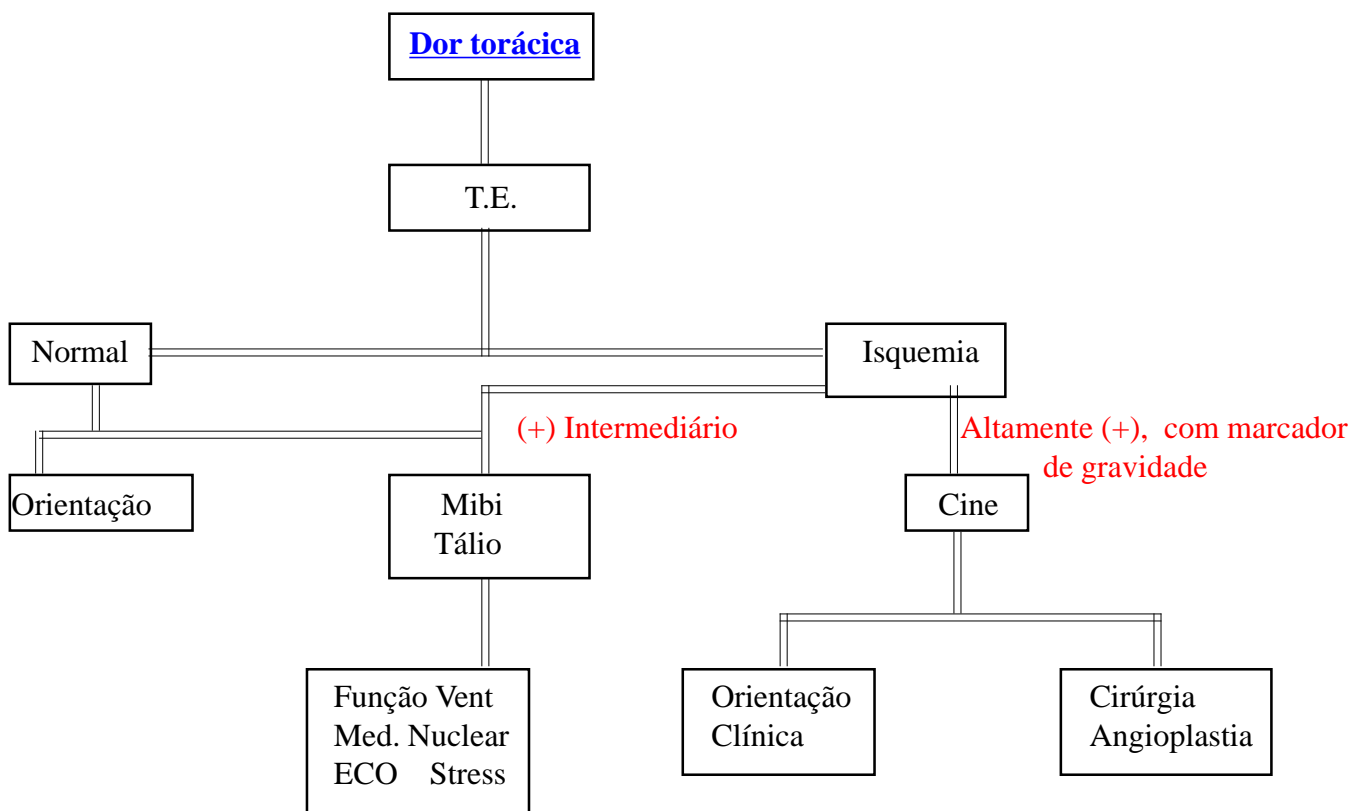 Dor torácica
T.E.
Normal
Isquemia
(+) Intermediário
Altamente (+), com marcador
de gravidade
Orientação
Mibi
Tálio
Cine
Função Vent
Med. Nuclear
ECO Stress
Orientação
Clínica
Cirúrgia
Angioplastia